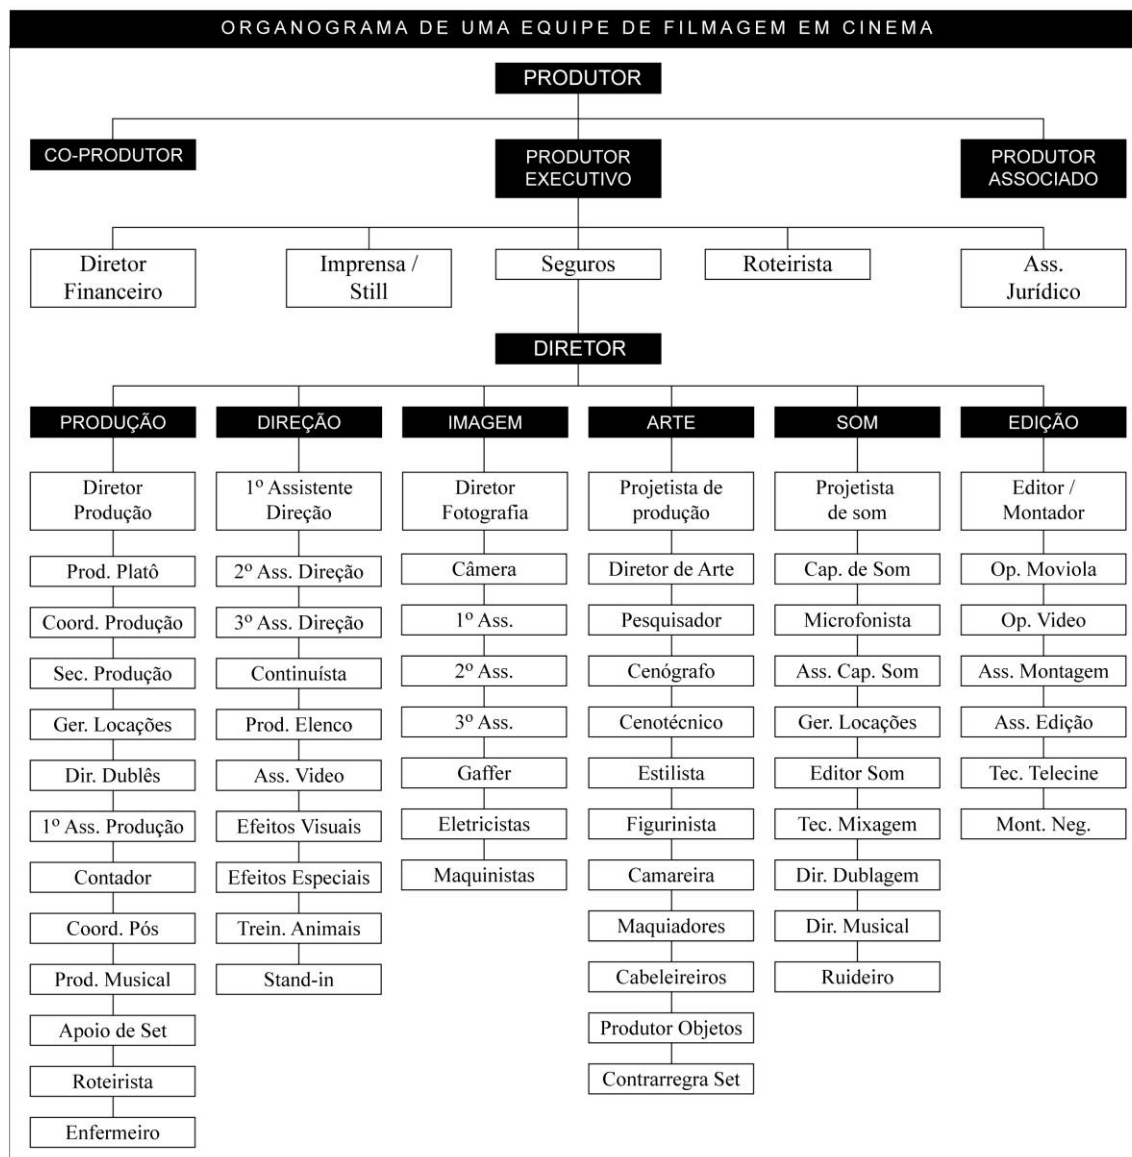 ORGANOGRAMA DE UMA EQUIPE DE FILMAGEM EM CINEMA
PRODUTOR
CO-PRODUTOR
PRODUTOR
EXECUTIVO
PRODUTOR
ASSOCIADO
Diretor
Financeiro
Imprensa /
Still
Seguros
Roteirista
Ass.
Jurídico
DIRETOR
PRODUÇÃO
Diretor
Produção
Prod. Platô
Coord. Produção
Sec. Produção
Ger. Locações
Dir. Dublês
1º Ass. Produção
Contador
Coord. Pós
Prod. Musical
Apoio de Set
Roteirista
Enfermeiro
DIREÇÃO
1º Assistente
Direção
2º Ass. Direção
3º Ass. Direção
Continuísta
Prod. Elenco
Ass. Video
Efeitos Visuais
Efeitos Especiais
Trein. Animais
Stand-in
IMAGEM
Diretor
Fotografia
Câmera
1º Ass.
2º Ass.
3º Ass.
Gaffer
Eletricistas
Maquinistas
ARTE
Projetista de
produção
Diretor de Arte
Pesquisador
Cenógrafo
Cenotécnico
Estilista
Figurinista
Camareira
Maquiadores
Cabeleireiros
Produtor Objetos
Contrarregra Set
SOM
Projetista
de som
Cap. de Som
Microfonista
Ass. Cap. Som
Ger. Locações
Editor Som
Tec. Mixagem
Dir. Dublagem
Dir. Musical
Ruideiro
EDIÇÃO
Editor /
Montador
Op. Moviola
Op. Video
Ass. Montagem
Ass. Edição
Tec. Telecine
Mont. Neg.